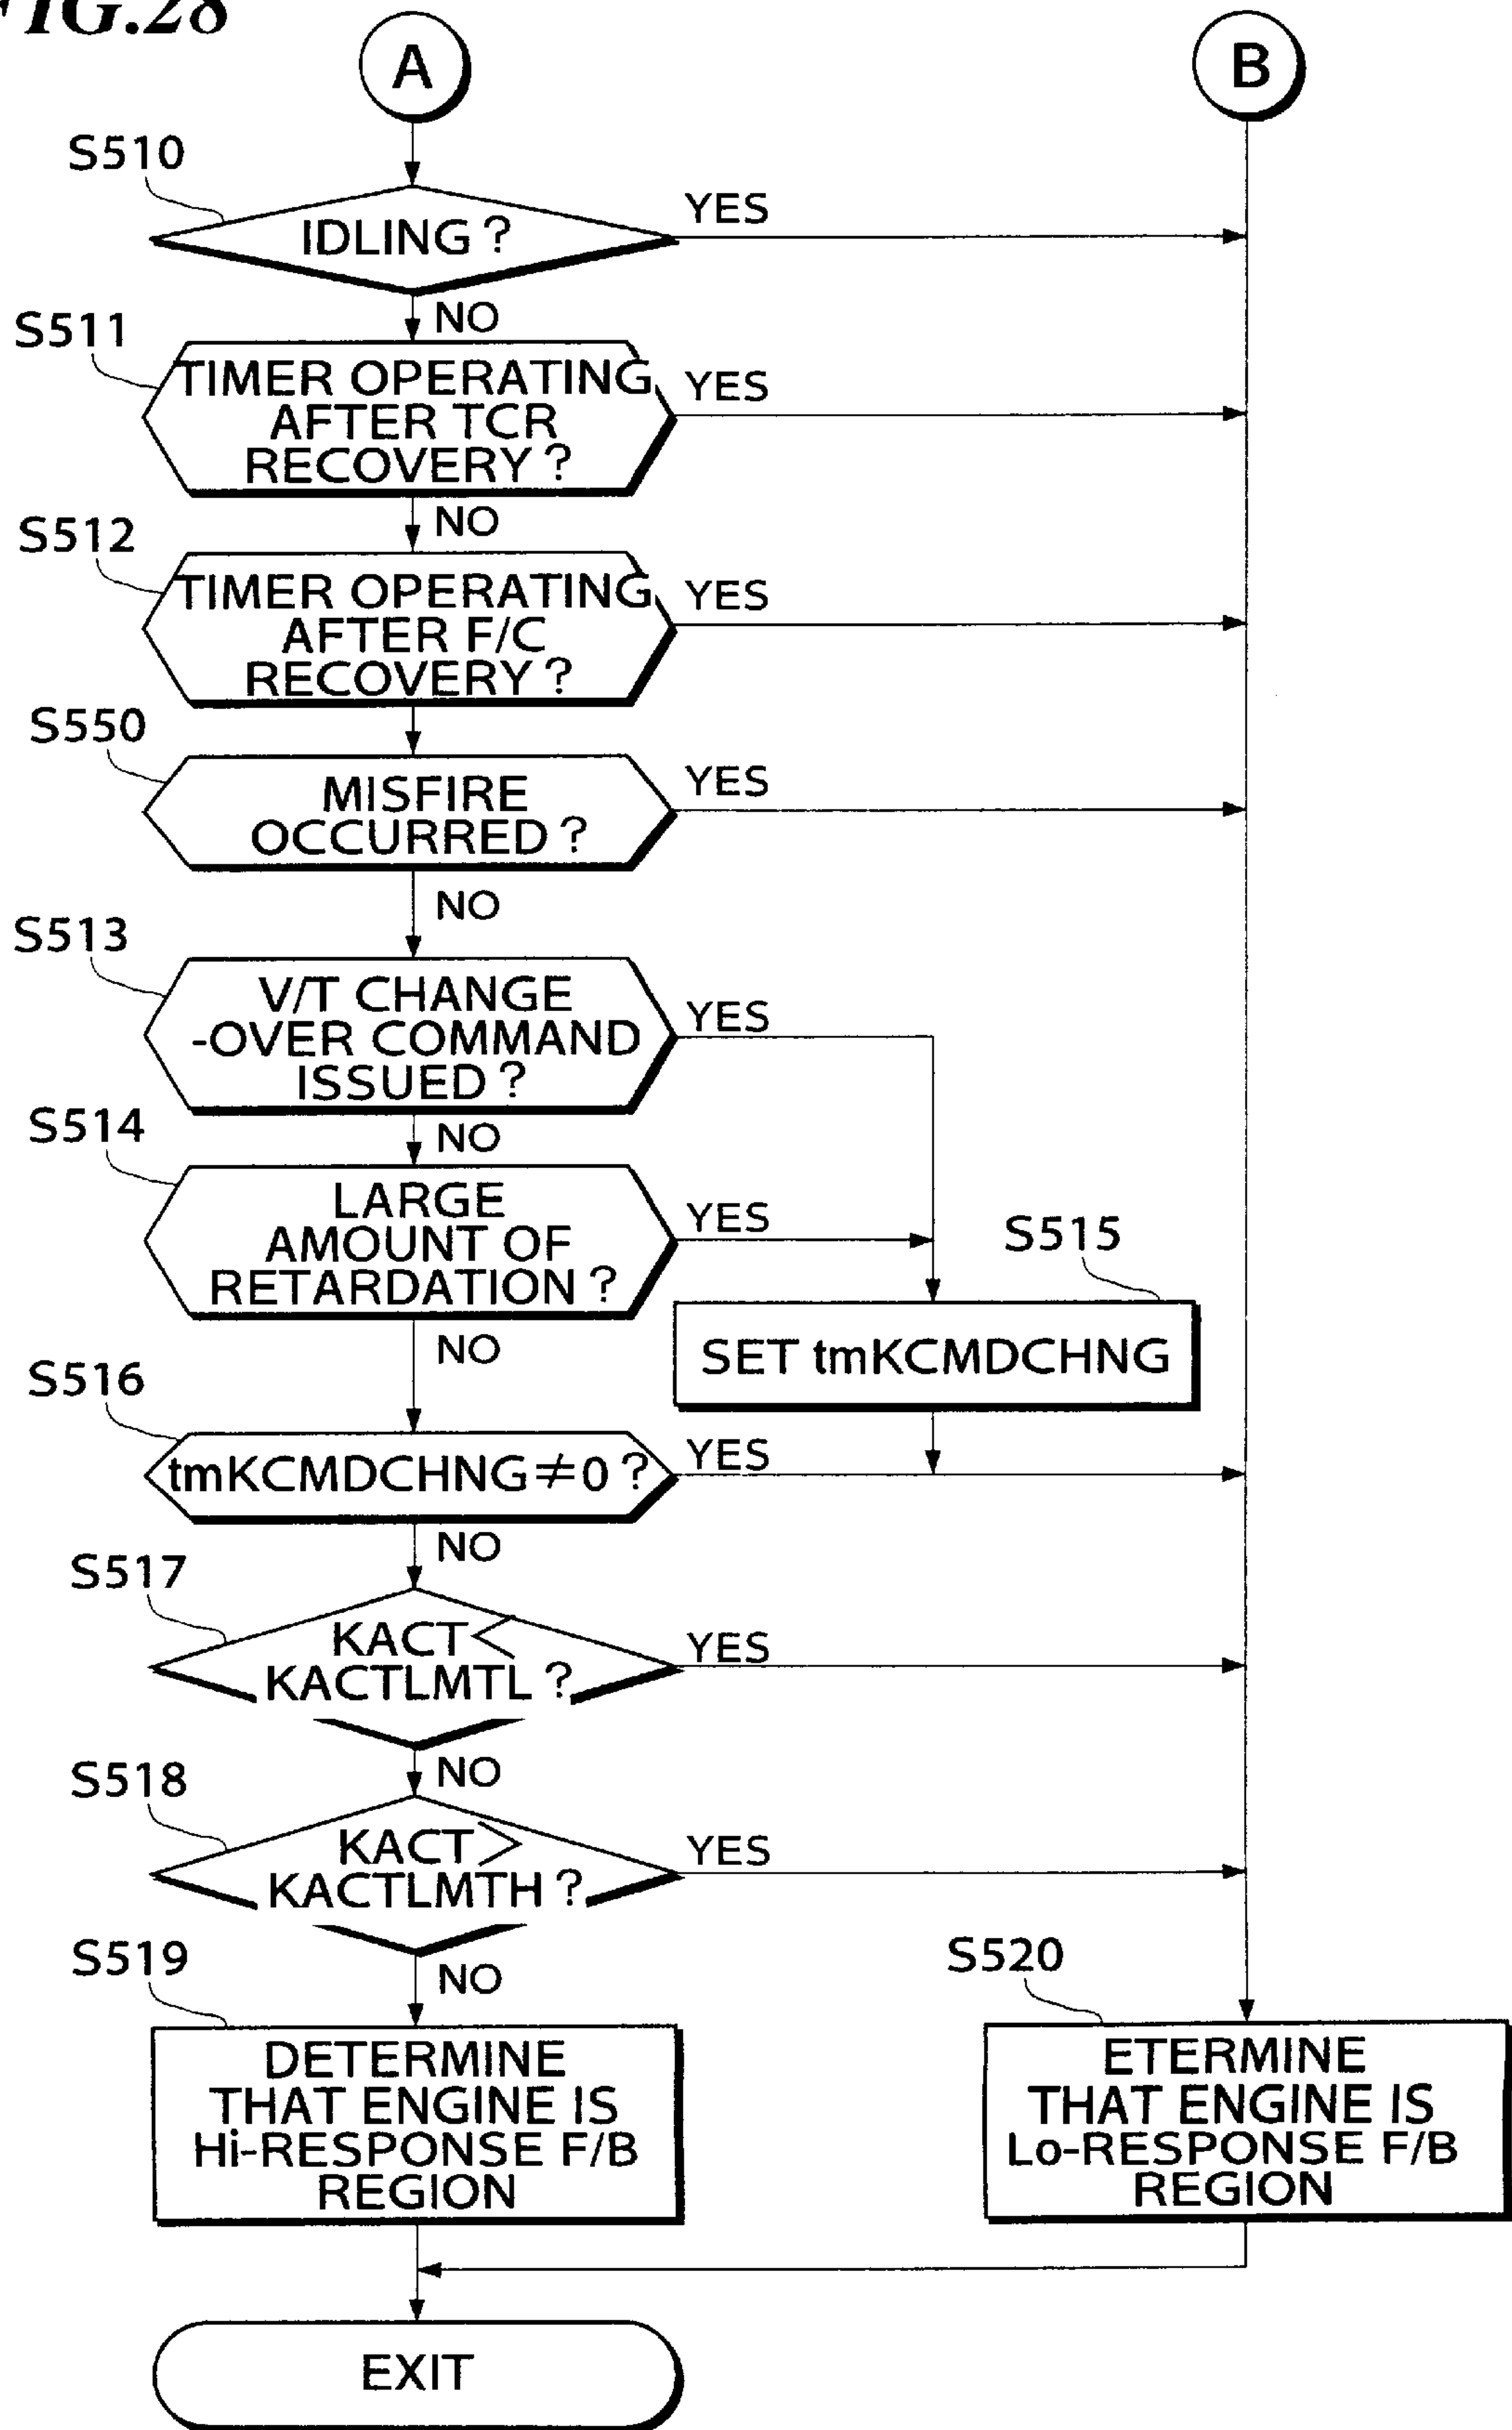 FIG.28
A
B
S510
IDLING?
YES
NO
S511
TIMER OPERATING
AFTER TCR
RECOVERY?
YES
NO
S512
TIMER OPERATING
AFTER F/C
RECOVERY?
YES
S550
MISFIRE
OCCURRED?
YES
NO
S513
V/T CHANGE
-OVER COMMAND
ISSUED?
YES
NO
S514
LARGE
AMOUNT OF
RETARDATION?
YES
NO
S515
SET tmKCMDCHNG
S516
tmKCMDCHNG≠0?
YES
NO
S517
KACT<
KACTLMTL?
YES
NO
S518
KACT>
KACTLMTH?
YES
NO
S519
DETERMINE
THAT ENGINE IS
Hi-RESPONSE F/B
REGION
S520
ETERMINE
THAT ENGINE IS
Lo-RESPONSE F/B
REGION
EXIT